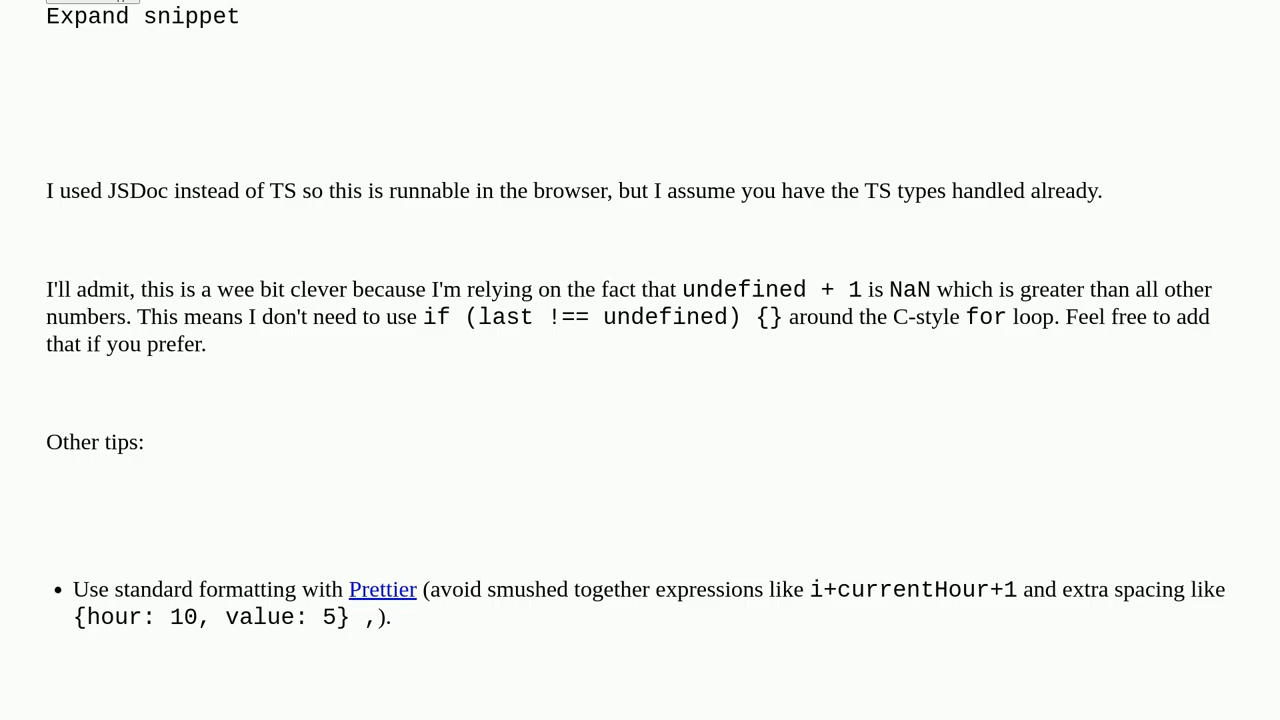 Expand snippet
I used JSDoc instead of TS so this is runnable in the browser, but I assume you have the TS types handled already.
I'll admit, this is a wee bit clever because I'm relying on the fact that undefined + 1 is NaN which is greater than all other
numbers. This means I don't need to use if (last !== undefined) {} around the C-style for loop. Feel free to add
that if you prefer.
Other tips:
• Use standard formatting with Prettier (avoid smushed together expressions like i+currentHour+1 and extra spacing like
{hour: 10, value: 5} ,).